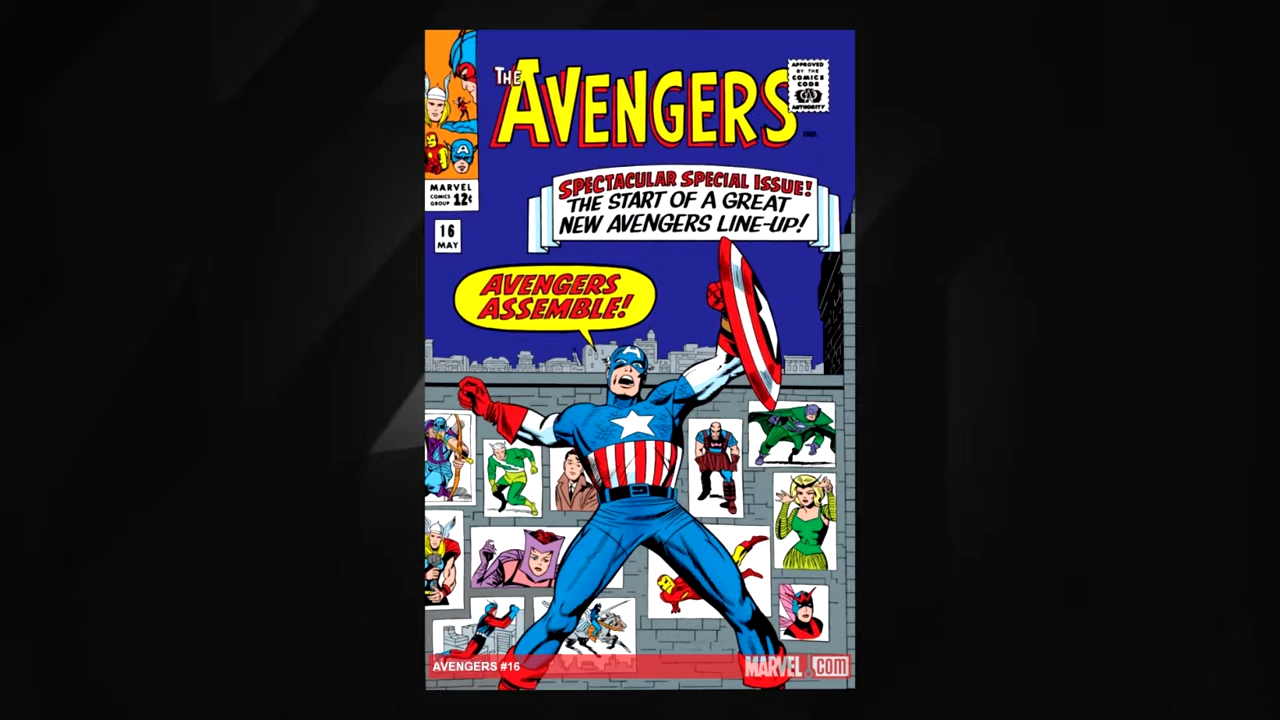 THE
AVENGERS
APPROVED
BY THE
COMICS
CODE
AUTHORITY
IND.
MARVEL
COMICS
GROUP 12¢
16
MAY
SPECTACULAR SPECIAL ISSUE!
THE START OF A GREAT
NEW AVENGERS LINE-UP!
AVENGERS
ASSEMBLE!
A
AVENGERS #16
MARVEL.com